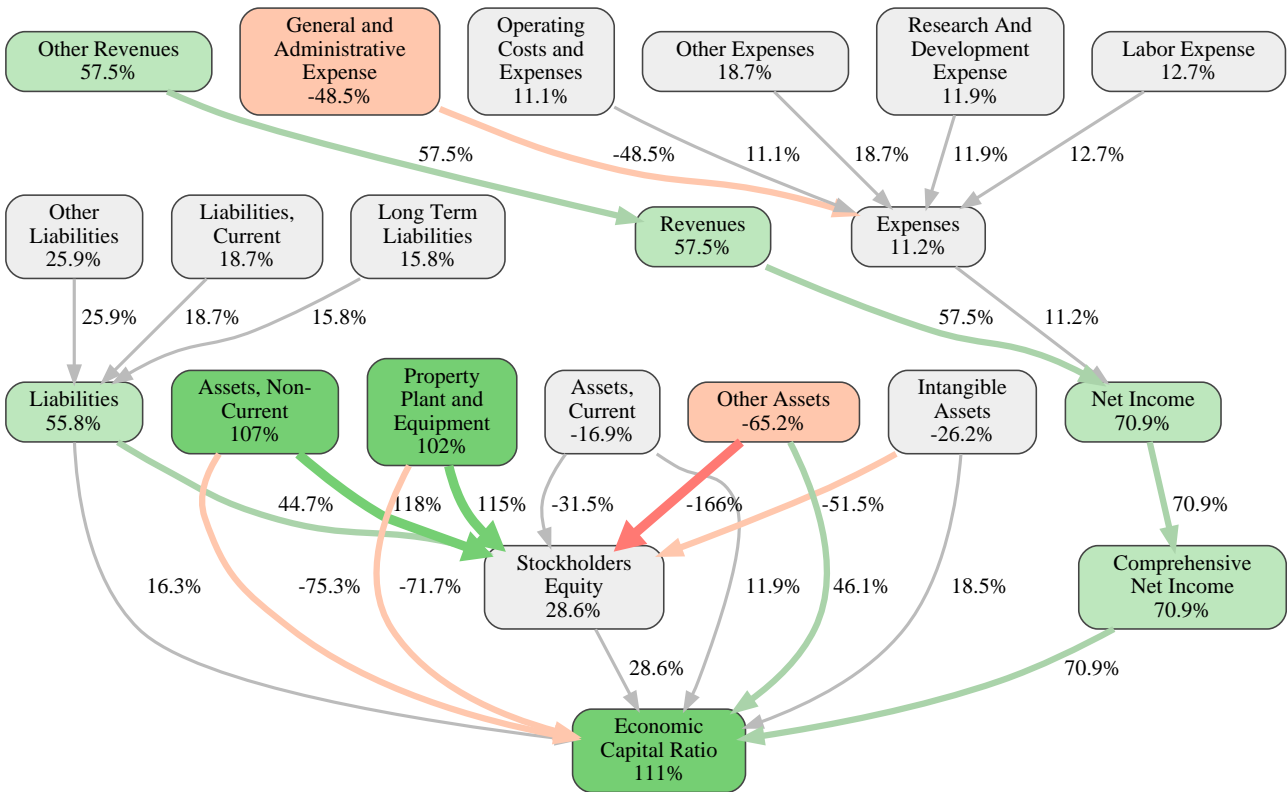 Other Revenues
57.5%
General and
Administrative
Expense
-48.5%
Operating
Costs and
Expenses
11.1%
Other Expenses
18.7%
Research And
Development
Expense
11.9%
Labor Expense
12.7%
57.5%
-48.5%
11.1%
18.7%
11.9%
12.7%
Other
Liabilities
25.9%
Liabilities,
Current
18.7%
Long Term
Liabilities
15.8%
Revenues
57.5%
Expenses
11.2%
25.9%
18.7%
15.8%
57.5%
11.2%
Liabilities
55.8%
Assets, Non-
Current
107%
Property
Plant and
Equipment
102%
Assets,
Current
-16.9%
Other Assets
-65.2%
Intangible
Assets
-26.2%
Net Income
70.9%
44.7%
118%
115%
-31.5%
-166%
-51.5%
70.9%
Stockholders
Equity
28.6%
Comprehensive
Net Income
70.9%
16.3%
-75.3%
-71.7%
11.9%
46.1%
18.5%
28.6%
70.9%
Economic
Capital Ratio
111%